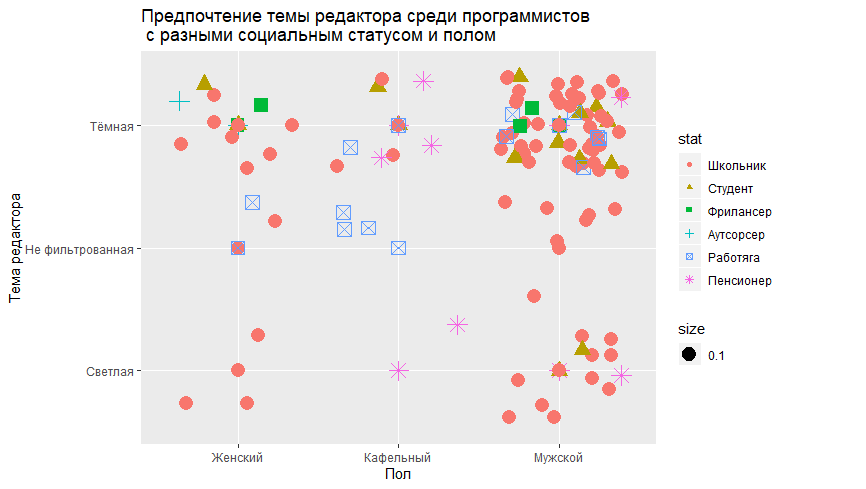 Предпочтение темы редактора среди программистов
с разными социальным статусом и полом
Тема редактора
Тёмная
Не фильтрованная
Светлая
Женский
Кафельный
Мужской
Пол
stat
Школьник
Студент
Фрилансер
Аутсорсер
Работяга
Пенсионер
size
0.1